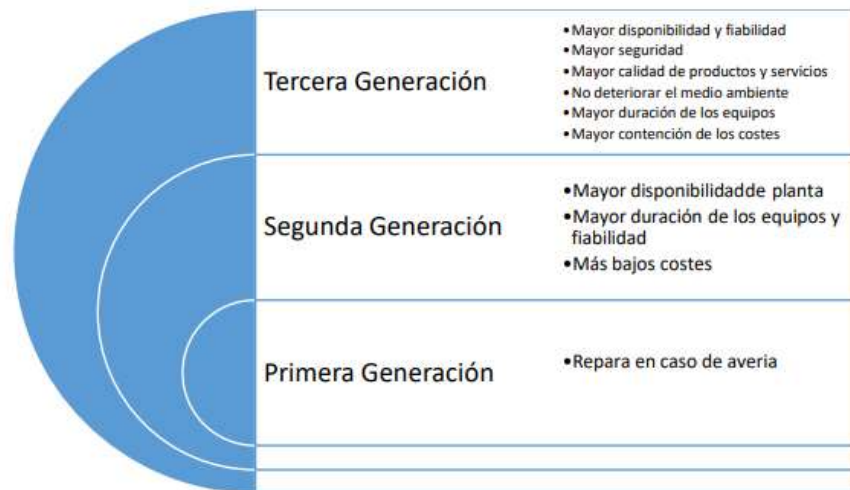 Tercera Generación
•Mayor disponibilidad y fiabilidad
•Mayor seguridad
•Mayor calidad de productos y servicios
•No deteriorar el medio ambiente
•Mayor duración de los equipos
•Mayor contención de los costes
Segunda Generación
•Mayor disponibilidadde planta
•Mayor duración de los equipos y
fiabilidad
•Más bajos costes
Primera Generación
•Repara en caso de averia